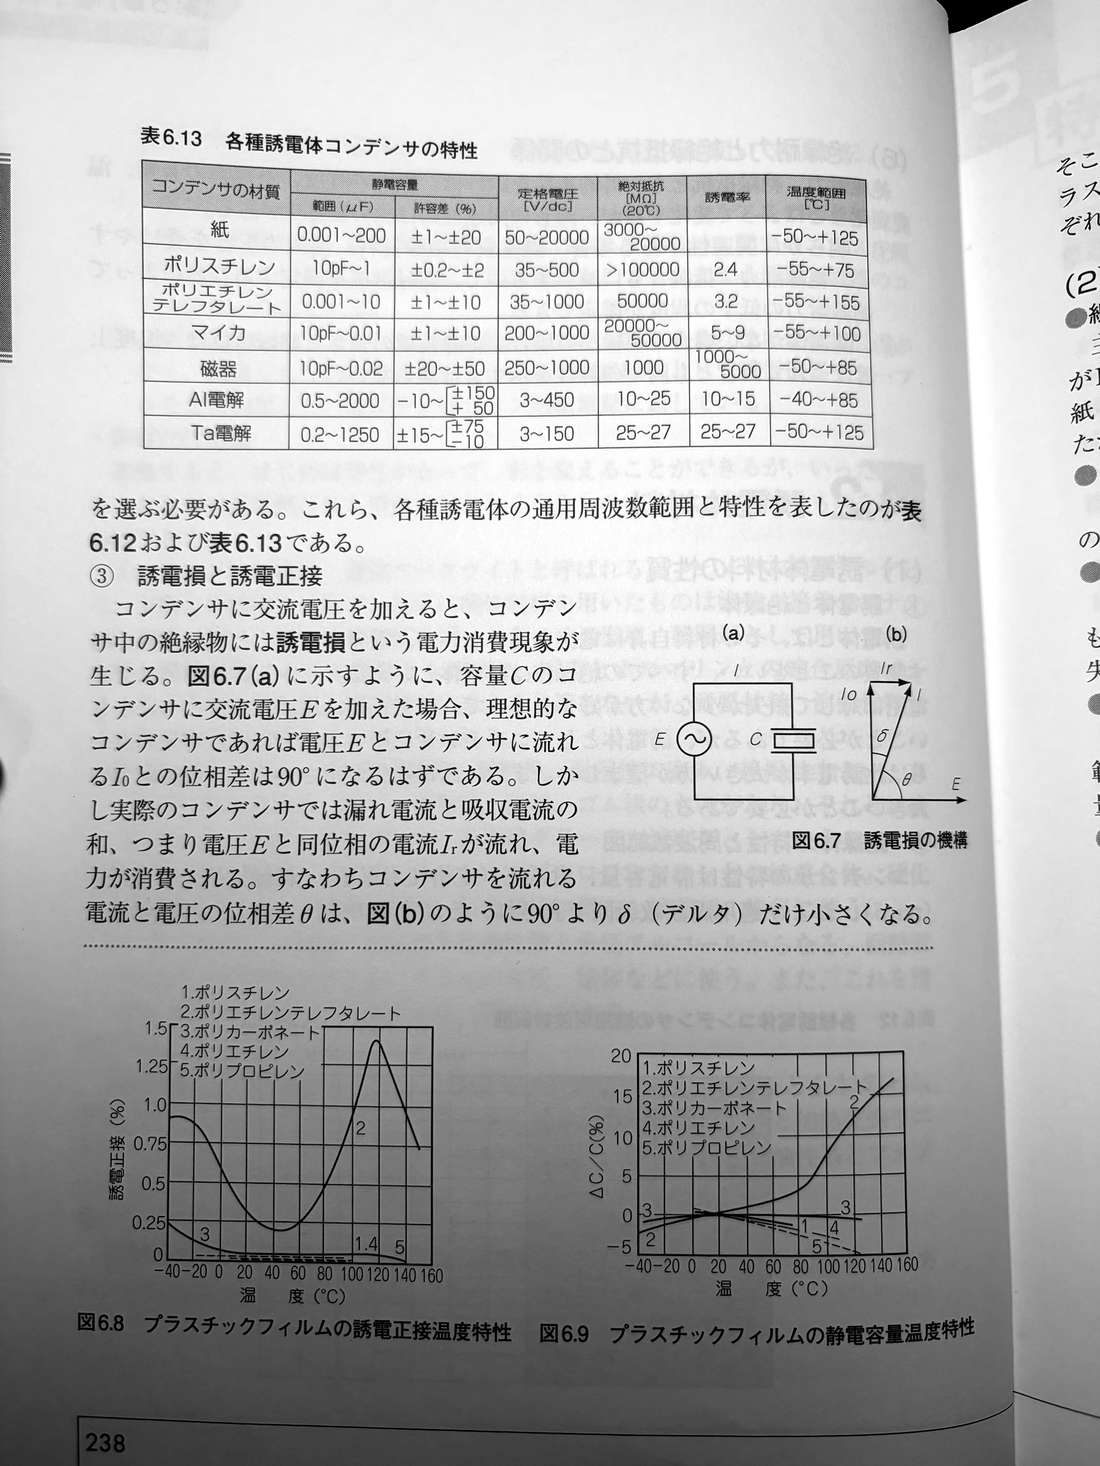 表6.13　各種誘電体コンデンサの特性
コンデンサの材質 静電容量 定格電圧[V/dc] 絶対抵抗[MΩ](20℃) 誘電率 温度範囲[℃]
範囲(μF) 許容差(%)
紙 0.001～200 ±1～±20 50～20000 3000～20000 −50～+125
ポリスチレン 10pF～1 ±0.2～±2 35～500 >100000 2.4 −55～+75
ポリエチレンテレフタレート 0.001～10 ±1～±10 35～1000 50000 3.2 −55～+155
マイカ 10pF～0.01 ±1～±10 200～1000 20000～50000 5～9 −55～+100
磁器 10pF～0.02 ±20～±50 250～1000 1000 1000～5000 −50～+85
Al電解 0.5～2000 −10～[±150 + 50 3～450 10～25 10～15 −40～+85
Ta電解 0.2～1250 ±15～[±75 −10 3～150 25～27 25～27 −50～+125
を選ぶ必要がある。これら、各種誘電体の通用周波数範囲と特性を表したのが表
6.12および表6.13である。
③　誘電損と誘電正接
コンデンサに交流電圧を加えると、コンデン
サ中の絶縁物には誘電損という電力消費現象が
生じる。図6.7(a)に示すように、容量Cのコ
ンデンサに交流電圧Eを加えた場合、理想的な
コンデンサであれば電圧Eとコンデンサに流れ
るI0との位相差は90°になるはずである。しか
し実際のコンデンサでは漏れ電流と吸収電流の
和、つまり電圧Eと同位相の電流Irが流れ、電
力が消費される。すなわちコンデンサを流れる
電流と電圧の位相差θは、図(b)のように90°よりδ（デルタ）だけ小さくなる。
(a)
I
E
C
(b)
Ir
Io
I
δ
θ
E
図6.7　誘電損の機構
1.ポリスチレン
2.ポリエチレンテレフタレート
3.ポリカーボネート
4.ポリエチレン
5.ポリプロピレン
誘電正接（%）
1.5
1.25
1.0
0.75
0.5
0.25
0
2
3
1.4
5
−40 −20 0 20 40 60 80 100 120 140 160
温　度（℃）
図6.8　プラスチックフィルムの誘電正接温度特性
1.ポリスチレン
2.ポリエチレンテレフタレート
3.ポリカーボネート
4.ポリエチレン
5.ポリプロピレン
ΔC／C(%)
20
15
10
5
0
−5
2
3
2
3
1
4
5
−40 −20 0 20 40 60 80 100 120 140 160
温　度（℃）
図6.9　プラスチックフィルムの静電容量温度特性
238
5
そこ
ラス
ぞれ
(2
が
紙
の
も
失